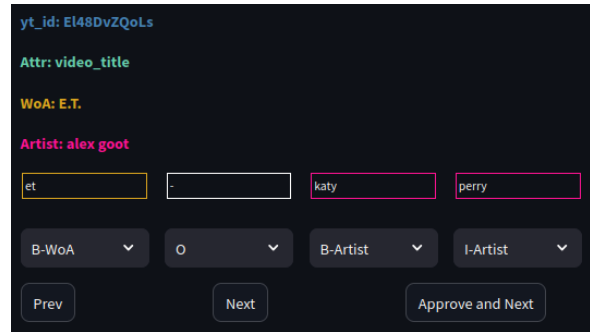 yt_id: El48DvZQoLs
Attr: video_title
WoA: E.T.
Artist: alex goot
et - katy perry
B-WoA O B-Artist I-Artist
Prev Next Approve and Next